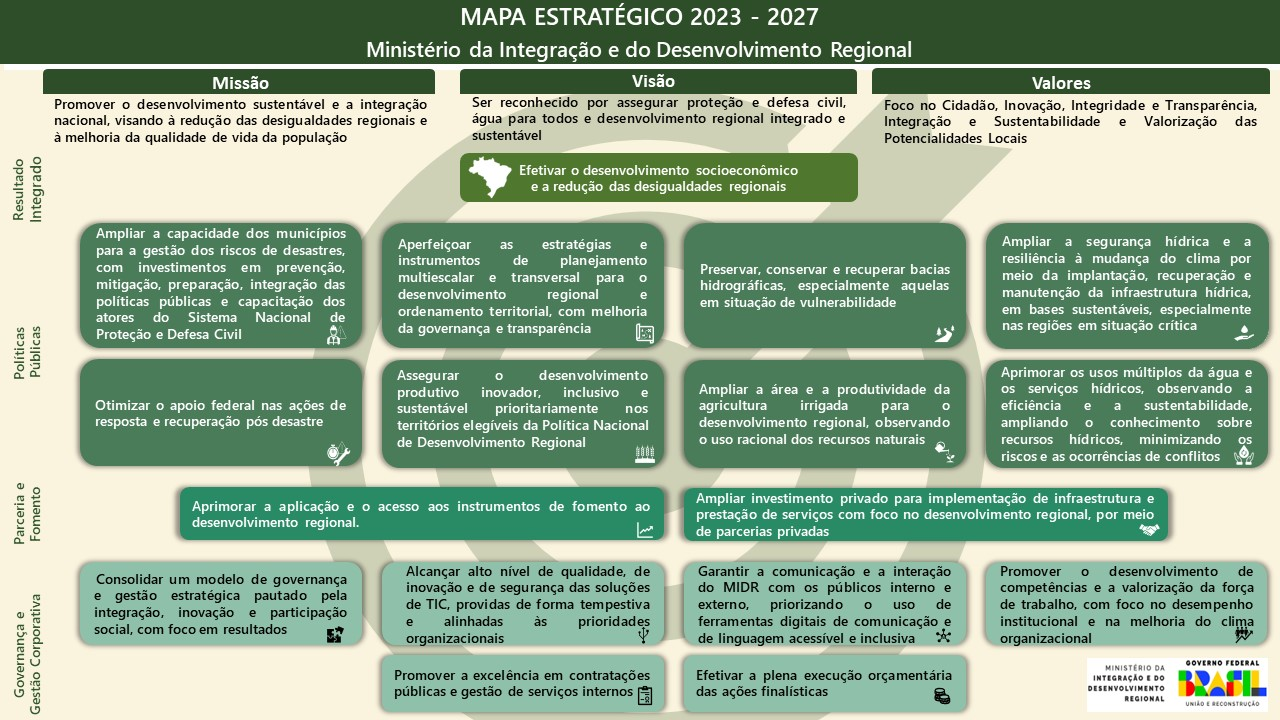 MAPA ESTRATÉGICO 2023 - 2027
Ministério da Integração e do Desenvolvimento Regional
Missão
Promover o desenvolvimento sustentável e a integração
nacional, visando à redução das desigualdades regionais e
à melhoria da qualidade de vida da população
Visão
Ser reconhecido por assegurar proteção e defesa civil,
água para todos e desenvolvimento regional integrado e
sustentável
Valores
Foco no Cidadão, Inovação, Integridade e Transparência,
Integração e Sustentabilidade e Valorização das
Potencialidades Locais
Resultado
Integrado
Efetivar o desenvolvimento socioeconômico
e a redução das desigualdades regionais
Políticas
Públicas
Ampliar a capacidade dos municípios
para a gestão dos riscos de desastres,
com investimentos em prevenção,
mitigação, preparação, integração das
políticas públicas e capacitação dos
atores do Sistema Nacional de
Proteção e Defesa Civil
Aperfeiçoar as estratégias e
instrumentos de planejamento
multiescalar e transversal para o
desenvolvimento regional e
ordenamento territorial, com melhoria
da governança e transparência
Preservar, conservar e recuperar bacias
hidrográficas, especialmente aquelas
em situação de vulnerabilidade
Ampliar a segurança hídrica e a
resiliência à mudança do clima por
meio da implantação, recuperação e
manutenção da infraestrutura hídrica,
em bases sustentáveis, especialmente
nas regiões em situação crítica
Otimizar o apoio federal nas ações de
resposta e recuperação pós desastre
Assegurar o desenvolvimento
produtivo inovador, inclusivo e
sustentável prioritariamente nos
territórios elegíveis da Política Nacional
de Desenvolvimento Regional
Ampliar a área e a produtividade da
agricultura irrigada para o
desenvolvimento regional, observando
o uso racional dos recursos naturais
Aprimorar os usos múltiplos da água e
os serviços hídricos, observando a
eficiência e a sustentabilidade,
ampliando o conhecimento sobre
recursos hídricos, minimizando os
riscos e as ocorrências de conflitos
Parceria e
Fomento
Aprimorar a aplicação e o acesso aos instrumentos de fomento ao
desenvolvimento regional.
Ampliar investimento privado para implementação de infraestrutura e
prestação de serviços com foco no desenvolvimento regional, por meio
de parcerias privadas
Governança e
Gestão Corporativa
Consolidar um modelo de governança
e gestão estratégica pautado pela
integração, inovação e participação
social, com foco em resultados
Alcançar alto nível de qualidade, de
inovação e de segurança das soluções
de TIC, providas de forma tempestiva
e alinhadas às prioridades
organizacionais
Garantir a comunicação e a interação
do MIDR com os públicos interno e
externo, priorizando o uso de
ferramentas digitais de comunicação e
de linguagem acessível e inclusiva
Promover o desenvolvimento de
competências e a valorização da força
de trabalho, com foco no desempenho
institucional e na melhoria do clima
organizacional
Promover a excelência em contratações
públicas e gestão de serviços internos
Efetivar a plena execução orçamentária
das ações finalísticas
MINISTÉRIO DA
INTEGRAÇÃO E DO
DESENVOLVIMENTO
REGIONAL
GOVERNO FEDERAL
BRASIL
UNIÃO E RECONSTRUÇÃO